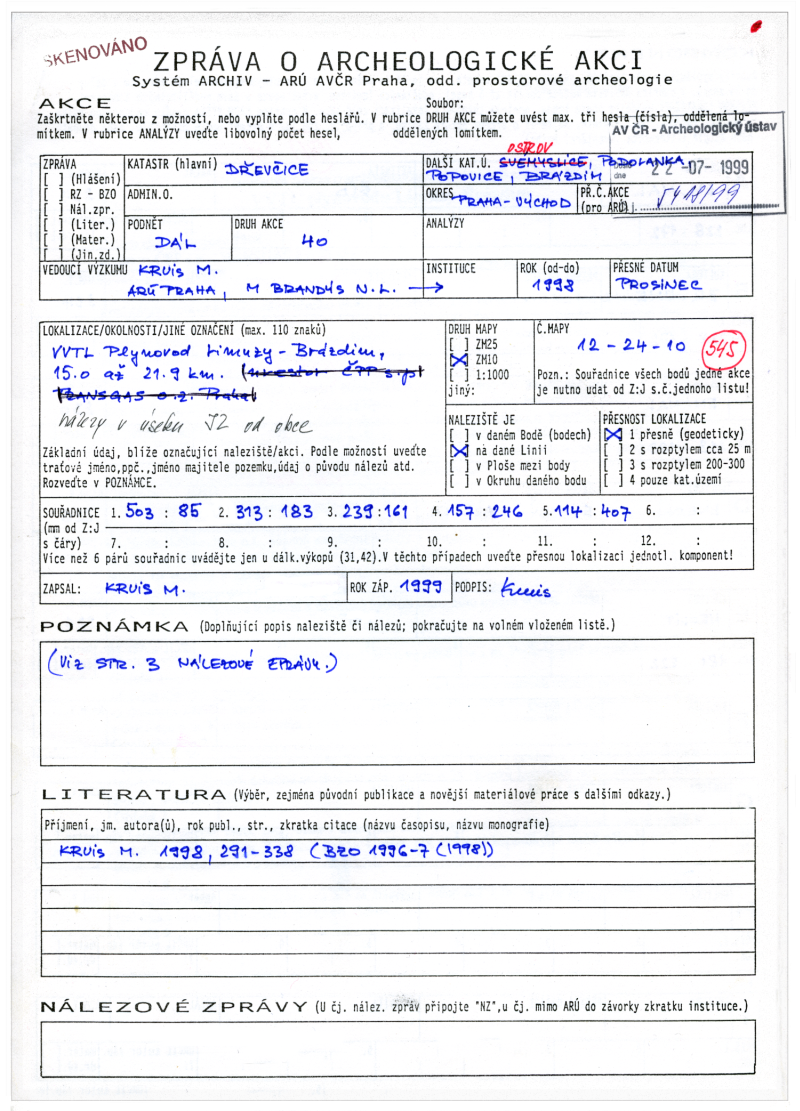 SKENOVÁNO
ZPRÁVA O ARCHEOLOGICKÉ AKCI
Systém ARCHIV – ARÚ AVČR Praha, odd. prostorové archeologie
AKCE Soubor:
Zaškrtněte některou z možností, nebo vyplňte podle heslářů. V rubrice DRUH AKCE můžete uvést max. tři hesla (čísla), oddělená lo-
mítkem. V rubrice ANALÝZY uveďte libovolný počet hesel, oddělených lomítkem.
AV ČR - Archeologický ústav
dne 22 -07- 1999
5418/99
ZPRÁVA
[ ] (Hlášení)
[ ] RZ - BZO
[ ] Nál.zpr.
[ ] (Liter.)
[ ] (Mater.)
[ ] (Jin.zd.)
KATASTR (hlavní) DŘEVČICE
OSTROV
DALŠÍ KAT.Ú. SVEMYSLICE, PODOLANKA
POPOVICE, BRÁZDIM
ADMIN.O.
OKRES PRAHA-VÝCHOD
PŘ.Č.AKCE
(pro ARÚ)
PODNĚT
DÁL
DRUH AKCE
40
ANALÝZY
VEDOUCÍ VÝZKUMU KRUIS M.
ARÚ PRAHA, M BRANDÝS N.L. →
INSTITUCE
ROK (od-do)
1998
PŘESNÉ DATUM
PROSINEC
LOKALIZACE/OKOLNOSTI/JINÉ OZNAČENÍ (max. 110 znaků)
VVTL Plynovod Limuzy - Brázdim,
15.0 až 21.9 km. (investor ČPP s.p.
TRANSGAS o.z. Praha)
nálezy v úseku JZ od obce
Základní údaj, blíže označující naleziště/akci. Podle možností uveďte
traťové jméno,ppč.,jméno majitele pozemku,údaj o původu nálezů atd.
Rozveďte v POZNÁMCE.
DRUH MAPY
[ ] ZM25
[X] ZM10
[ ] 1:1000
jiný:
Č.MAPY
12 - 24 - 10
545
Pozn.: Souřadnice všech bodů jedné akce
je nutno udat od Z:J s.č.jednoho listu!
NALEZIŠTĚ JE
[ ] v daném Bodě (bodech)
[X] na dané Linii
[ ] v Ploše mezi body
[ ] v Okruhu daného bodu
PŘESNOST LOKALIZACE
[X] 1 přesně (geodeticky)
[ ] 2 s rozptylem cca 25 m
[ ] 3 s rozptylem 200-300
[ ] 4 pouze kat.území
SOUŘADNICE 1. 503 : 85 2. 313 : 183 3. 239 : 161 4. 157 : 246 5. 114 : 407 6. :
(mm od Z:J
s čáry) 7. : 8. : 9. : 10. : 11. : 12. :
Více než 6 párů souřadnic uvádějte jen u dálk.výkopů (31,42).V těchto případech uveďte přesnou lokalizaci jednotl. komponent!
ZAPSAL: KRUIS M. ROK ZÁP. 1999 PODPIS: Kruis
POZNÁMKA (Doplňující popis naleziště či nálezů; pokračujte na volném vloženém listě.)
(VIZ STR. 3 NÁLEZOVÉ ZPRÁVY.)
LITERATURA (Výběr, zejména původní publikace a novější materiálové práce s dalšími odkazy.)
Příjmení, jm. autora(ů), rok publ., str., zkratka citace (názvu časopisu, názvu monografie)
KRUIS M. 1998, 291-338 (BZO 1996-7 (1998))
NÁLEZOVÉ ZPRÁVY (U čj. nález. zpráv připojte "NZ",u čj. mimo ARÚ do závorky zkratku instituce.)